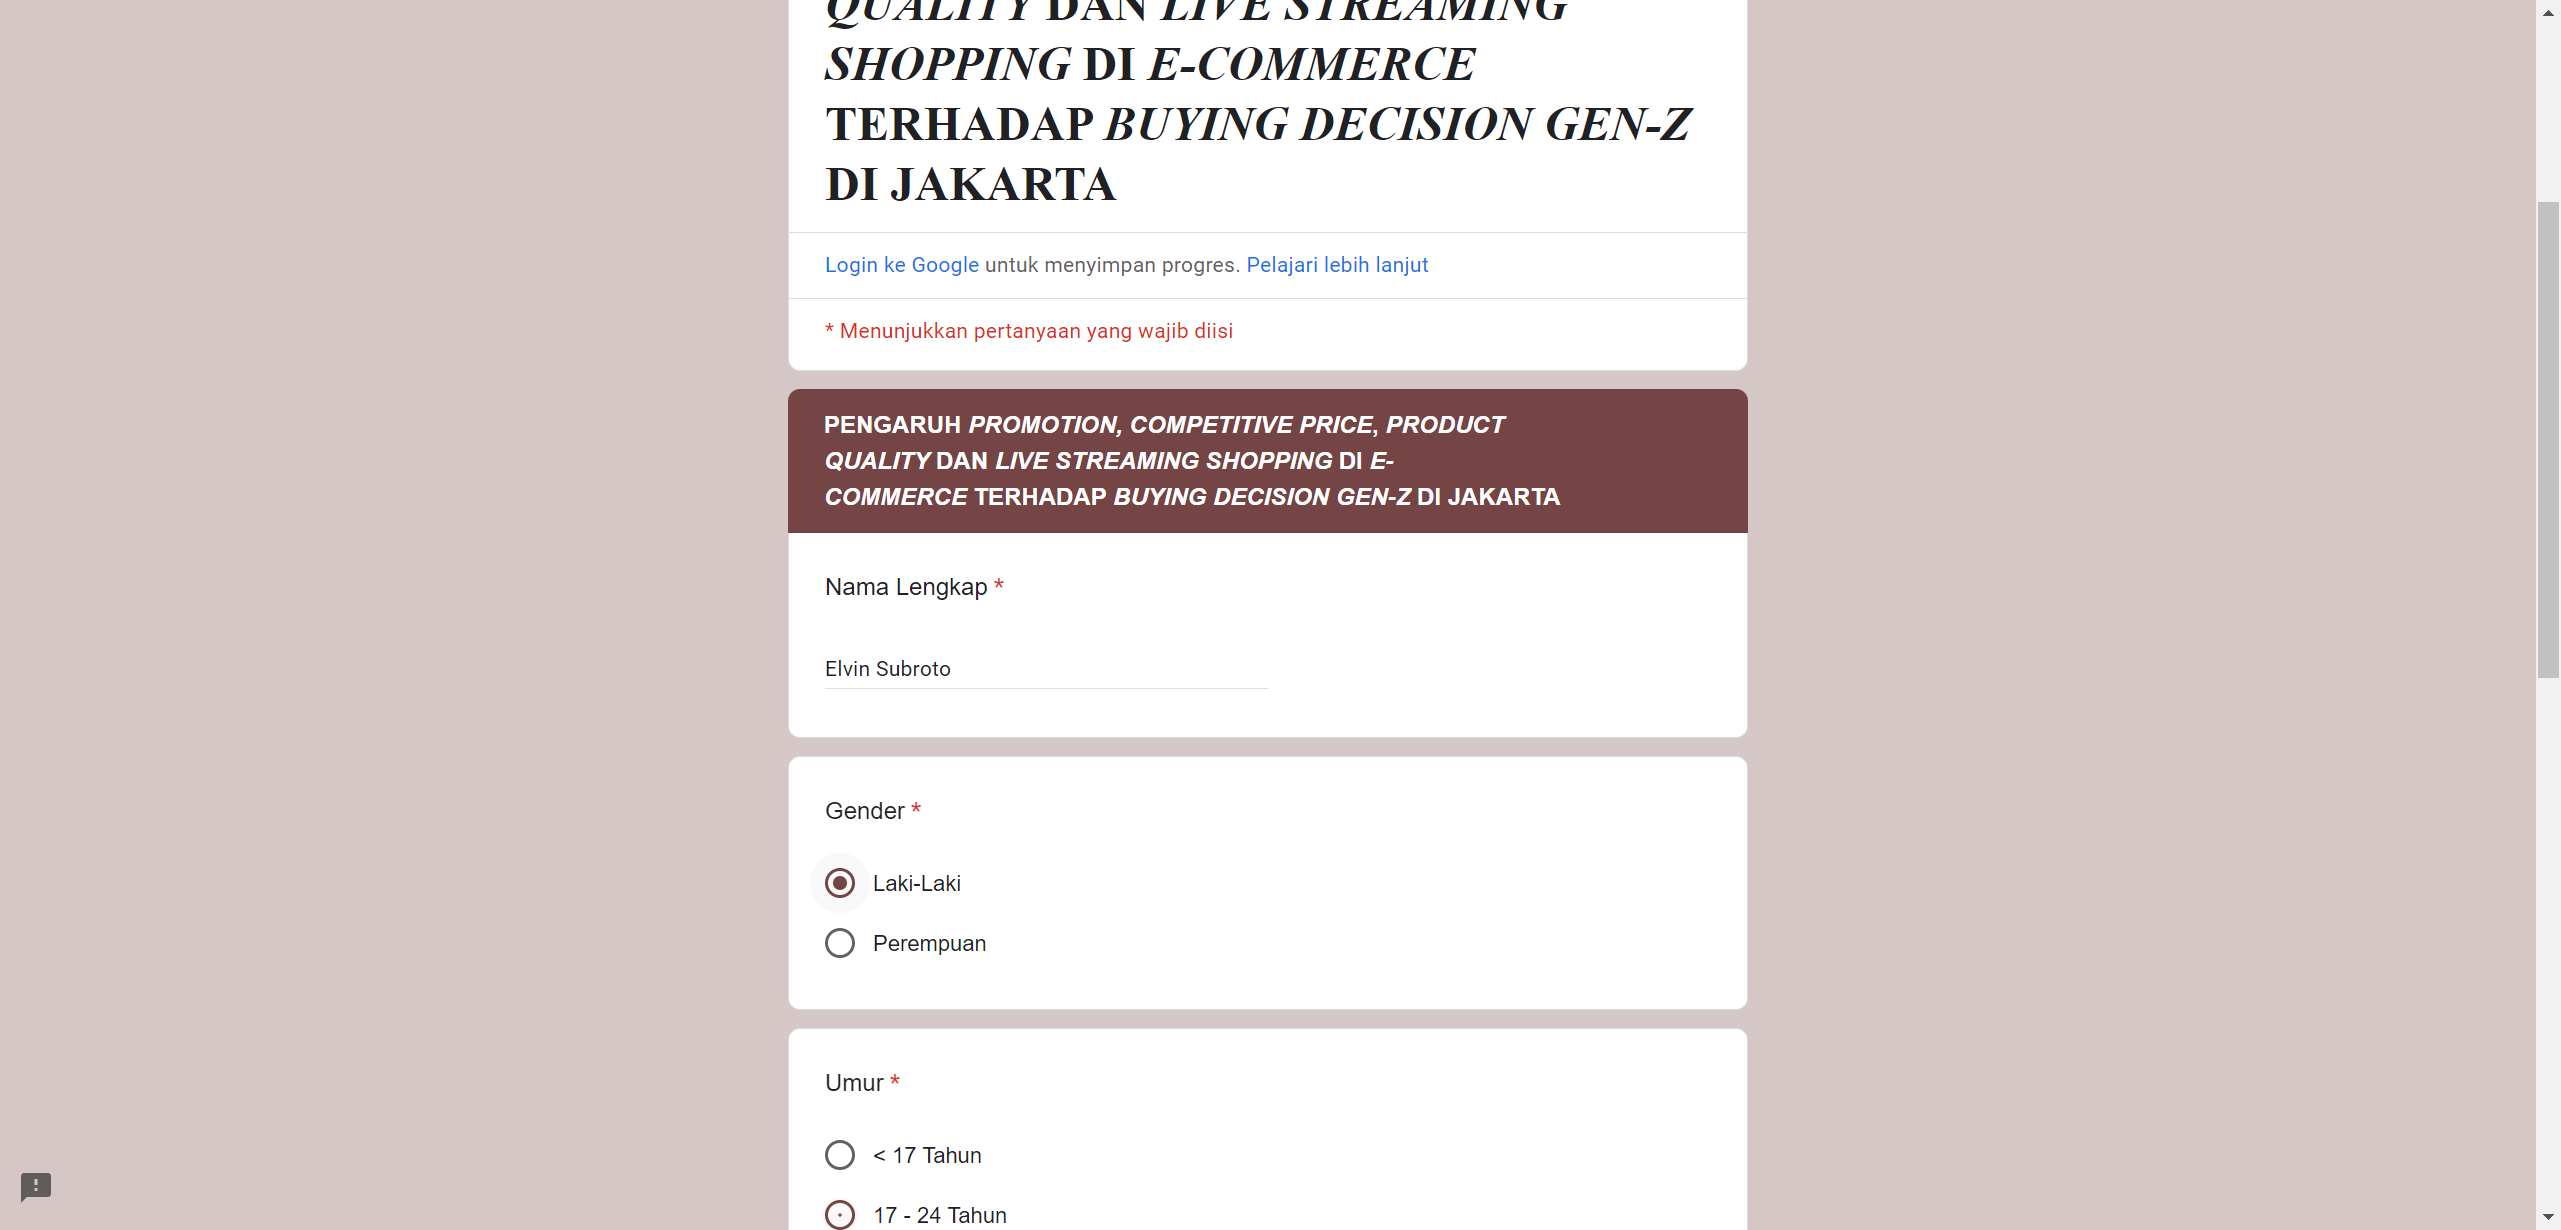 QUALITY DAN LIVE STREAMING
SHOPPING DI E-COMMERCE
TERHADAP BUYING DECISION GEN-Z
DI JAKARTA
Login ke Google untuk menyimpan progres. Pelajari lebih lanjut
* Menunjukkan pertanyaan yang wajib diisi
PENGARUH PROMOTION, COMPETITIVE PRICE, PRODUCT
QUALITY DAN LIVE STREAMING SHOPPING DI E-
COMMERCE TERHADAP BUYING DECISION GEN-Z DI JAKARTA
Nama Lengkap *
Elvin Subroto
Gender *
Laki-Laki
Perempuan
Umur *
< 17 Tahun
17 - 24 Tahun